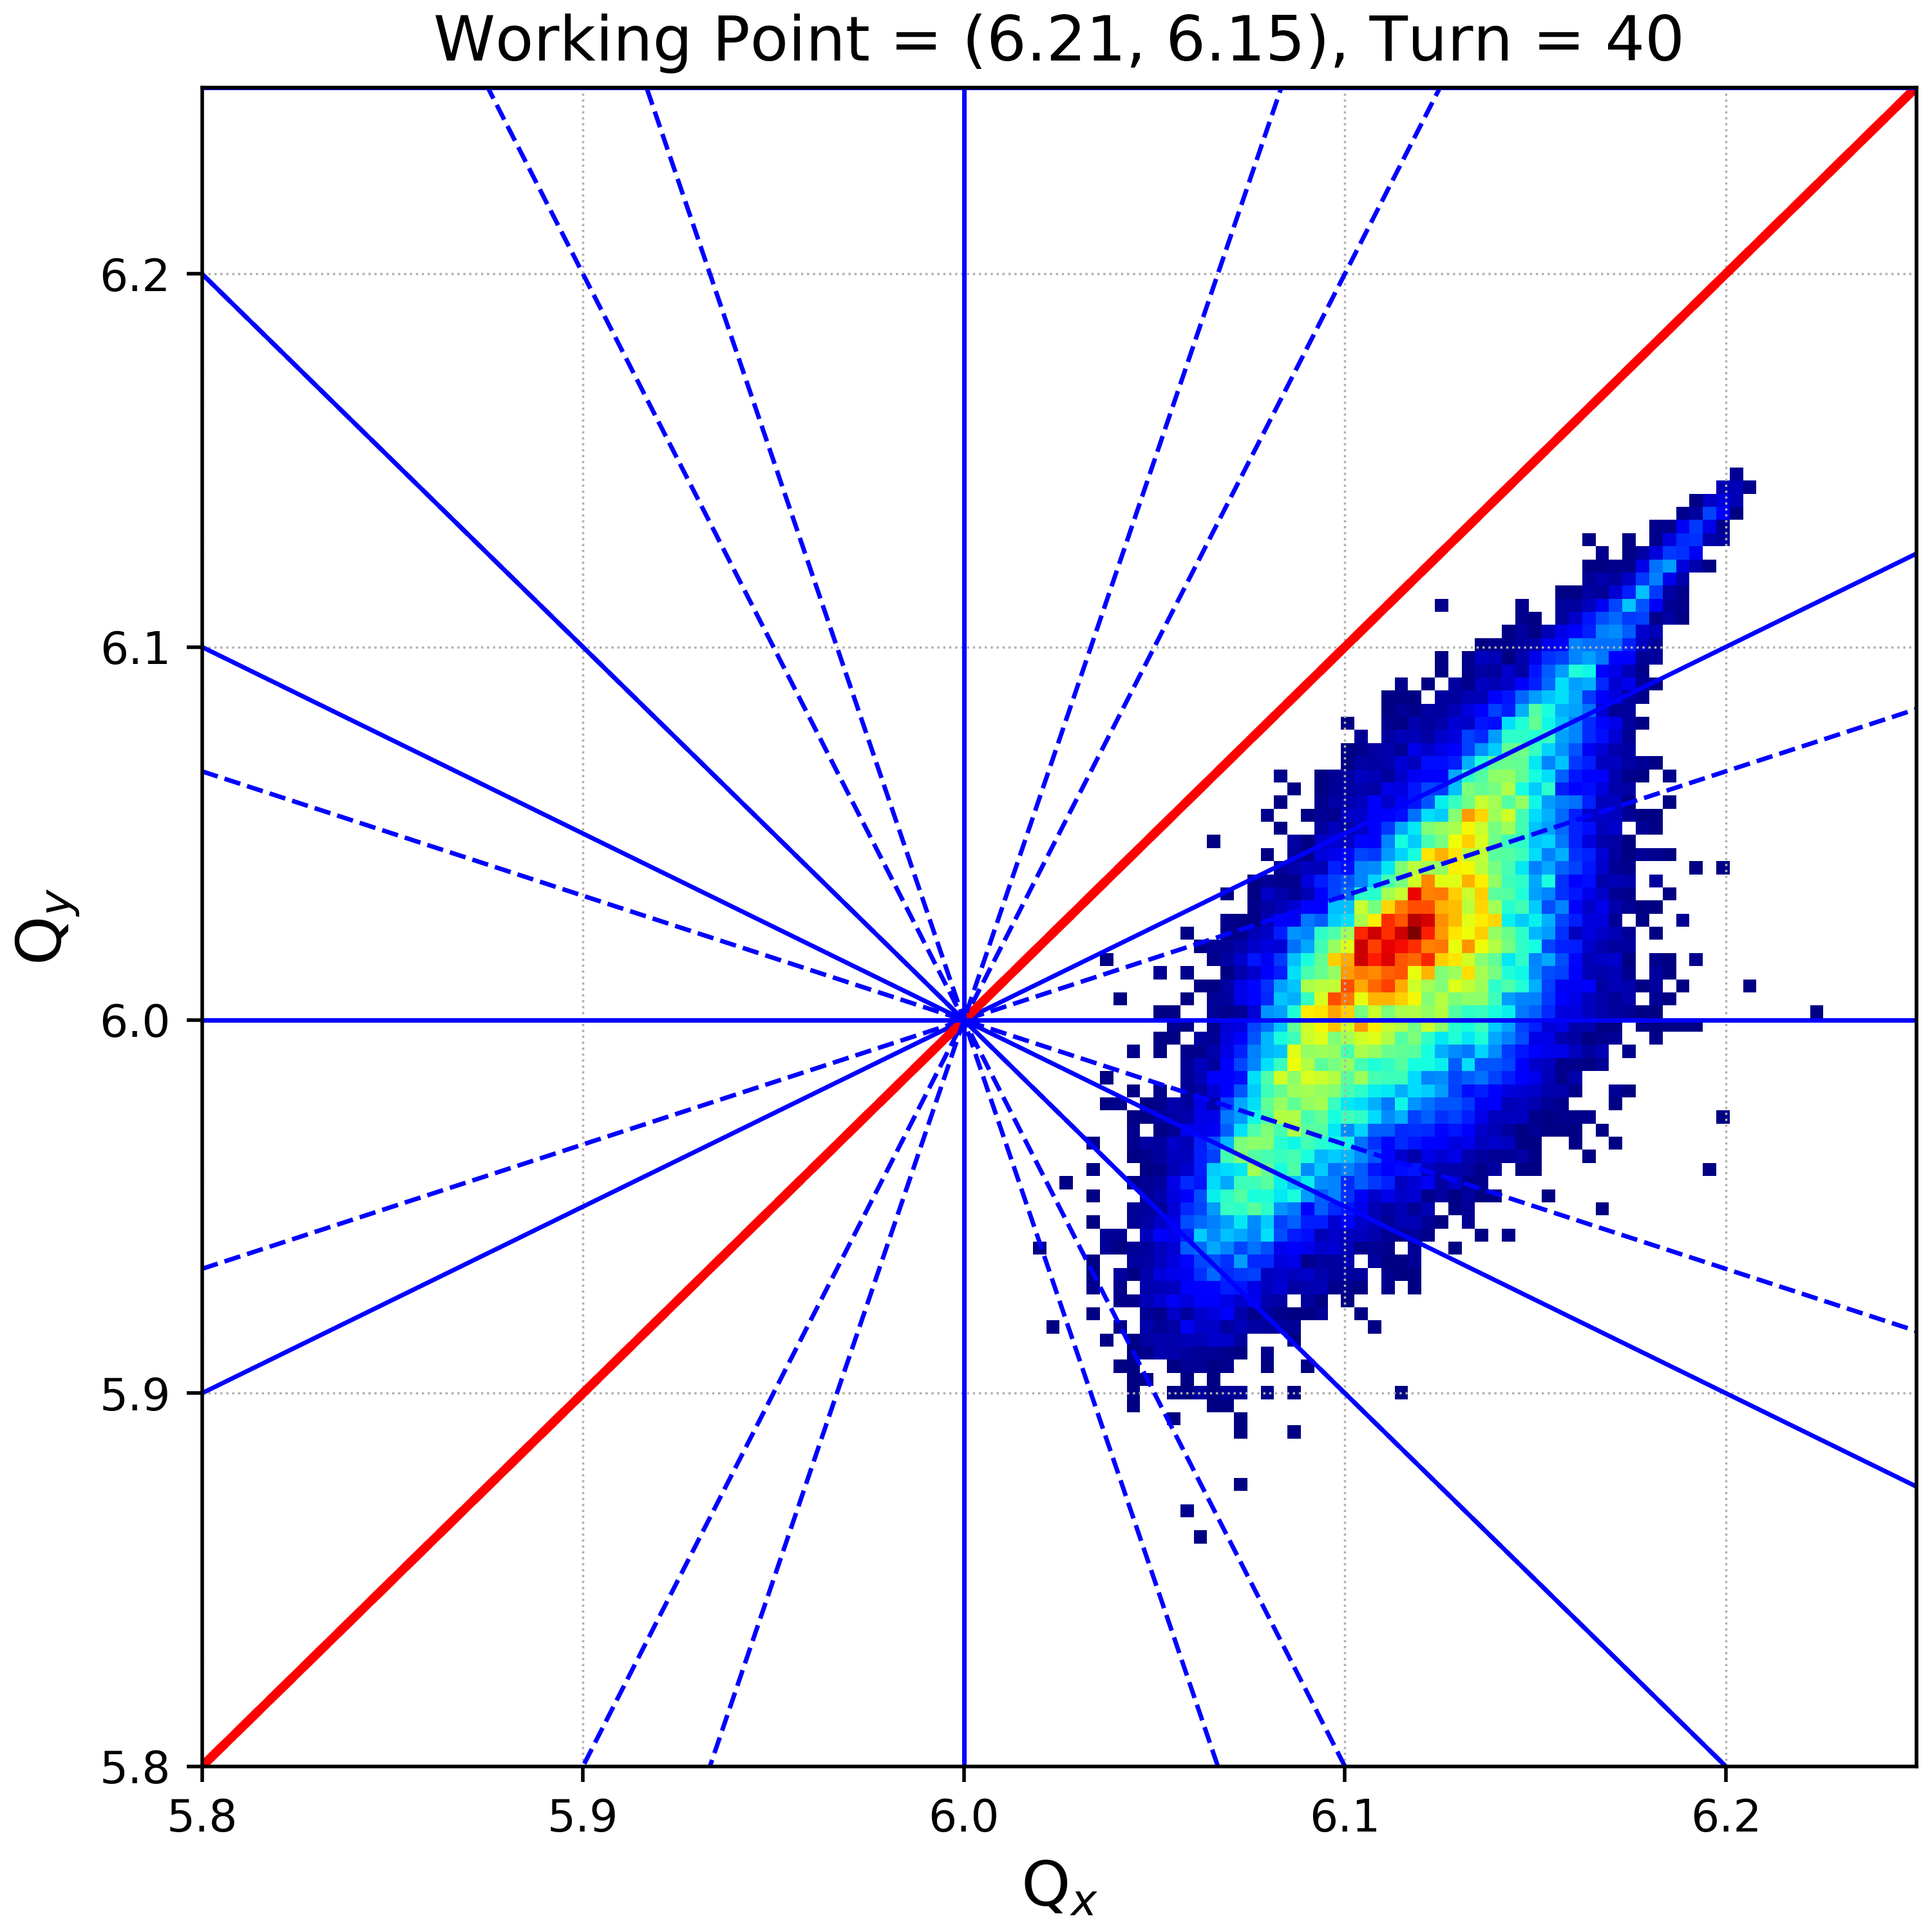 Working Point = (6.21, 6.15), Turn = 40
6.2
6.1
6.0
5.9
5.8
Qy
5.8 5.9 6.0 6.1 6.2
Qx